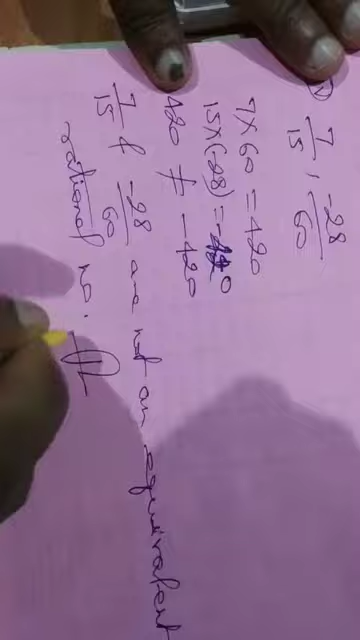 v) 7/15, -28/60
7 × 60 = 420
15 × (-28) = -420
420 ≠ -420
7/15 & -28/60 are not an equivalent
rational no.